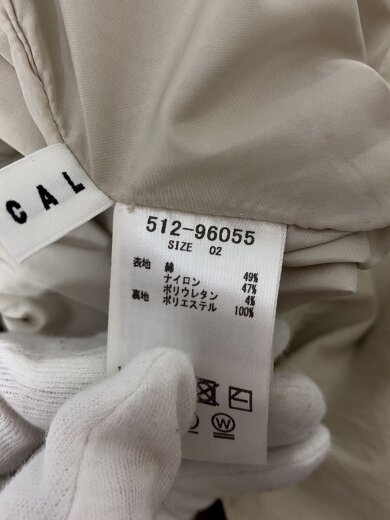 CAL
512-96055
SIZE 02
表地 綿 49%
ナイロン 47%
ポリウレタン 4%
裏地 ポリエステル 100%
W